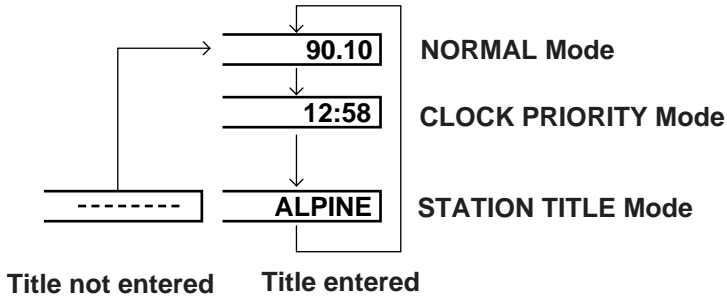 90.10 NORMAL Mode
12:58 CLOCK PRIORITY Mode
-------- ALPINE STATION TITLE Mode
Title not entered Title entered